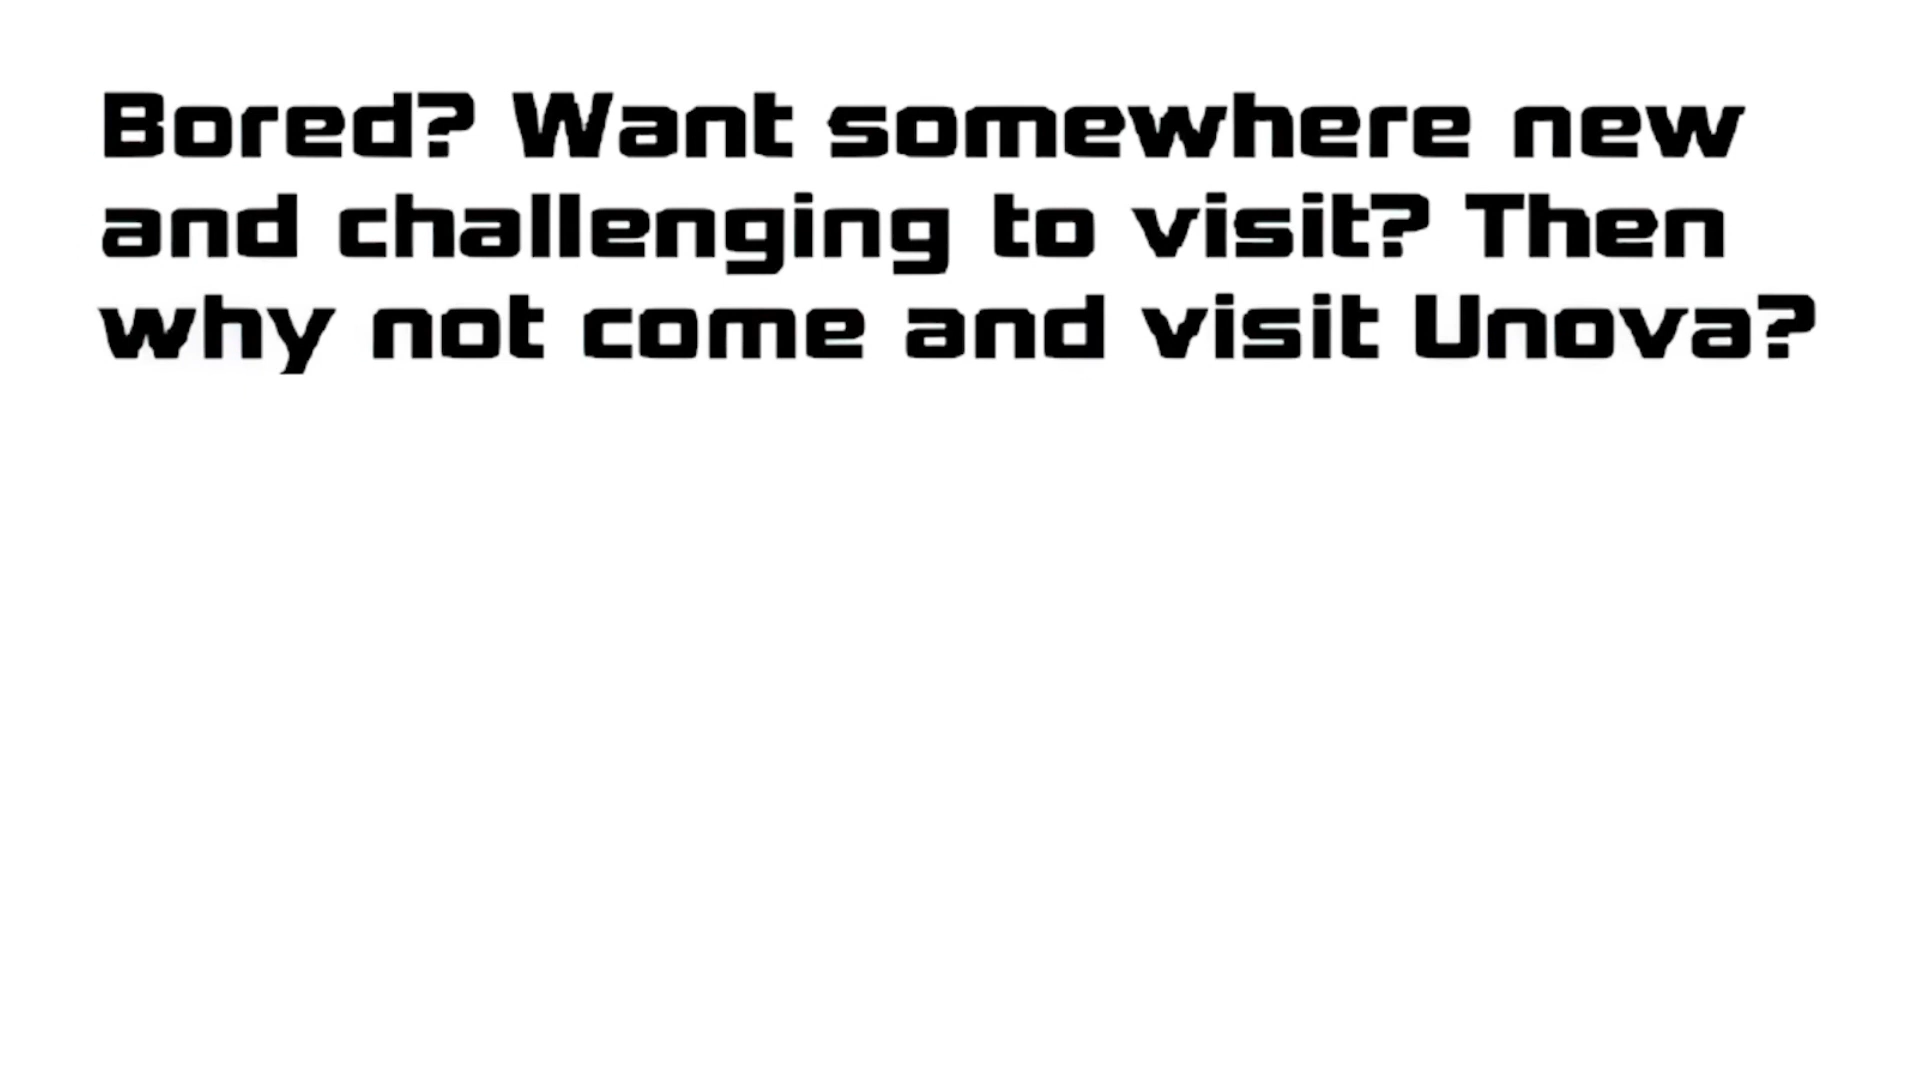 Bored? Want somewhere new
and challenging to visit? Then
why not come and visit Unova?